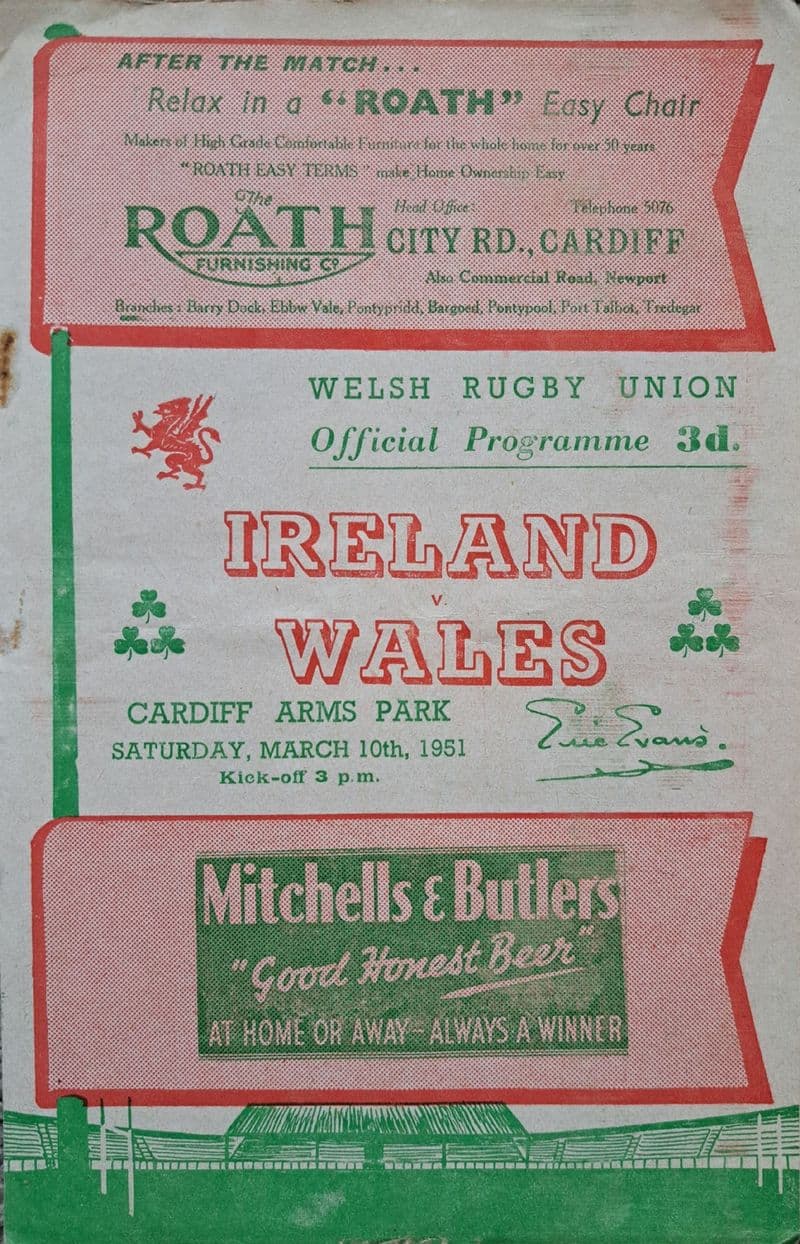 AFTER THE MATCH...
Relax in a "ROATH" Easy Chair
Makers of High Grade Comfortable Furniture for the whole home for over 50 years
"ROATH EASY TERMS" make Home Ownership Easy
The
ROATH
FURNISHING Co
Head Office: Telephone 5076
CITY RD., CARDIFF
Also Commercial Road, Newport
Branches: Barry Dock, Ebbw Vale, Pontypridd, Bargoed, Pontypool, Port Talbot, Tredegar
WELSH RUGBY UNION
Official Programme 3d.
IRELAND
v.
WALES
CARDIFF ARMS PARK
SATURDAY, MARCH 10th, 1951
Kick-off 3 p.m.
Eric Evans.
Mitchells & Butlers
"Good Honest Beer"
AT HOME OR AWAY-ALWAYS A WINNER